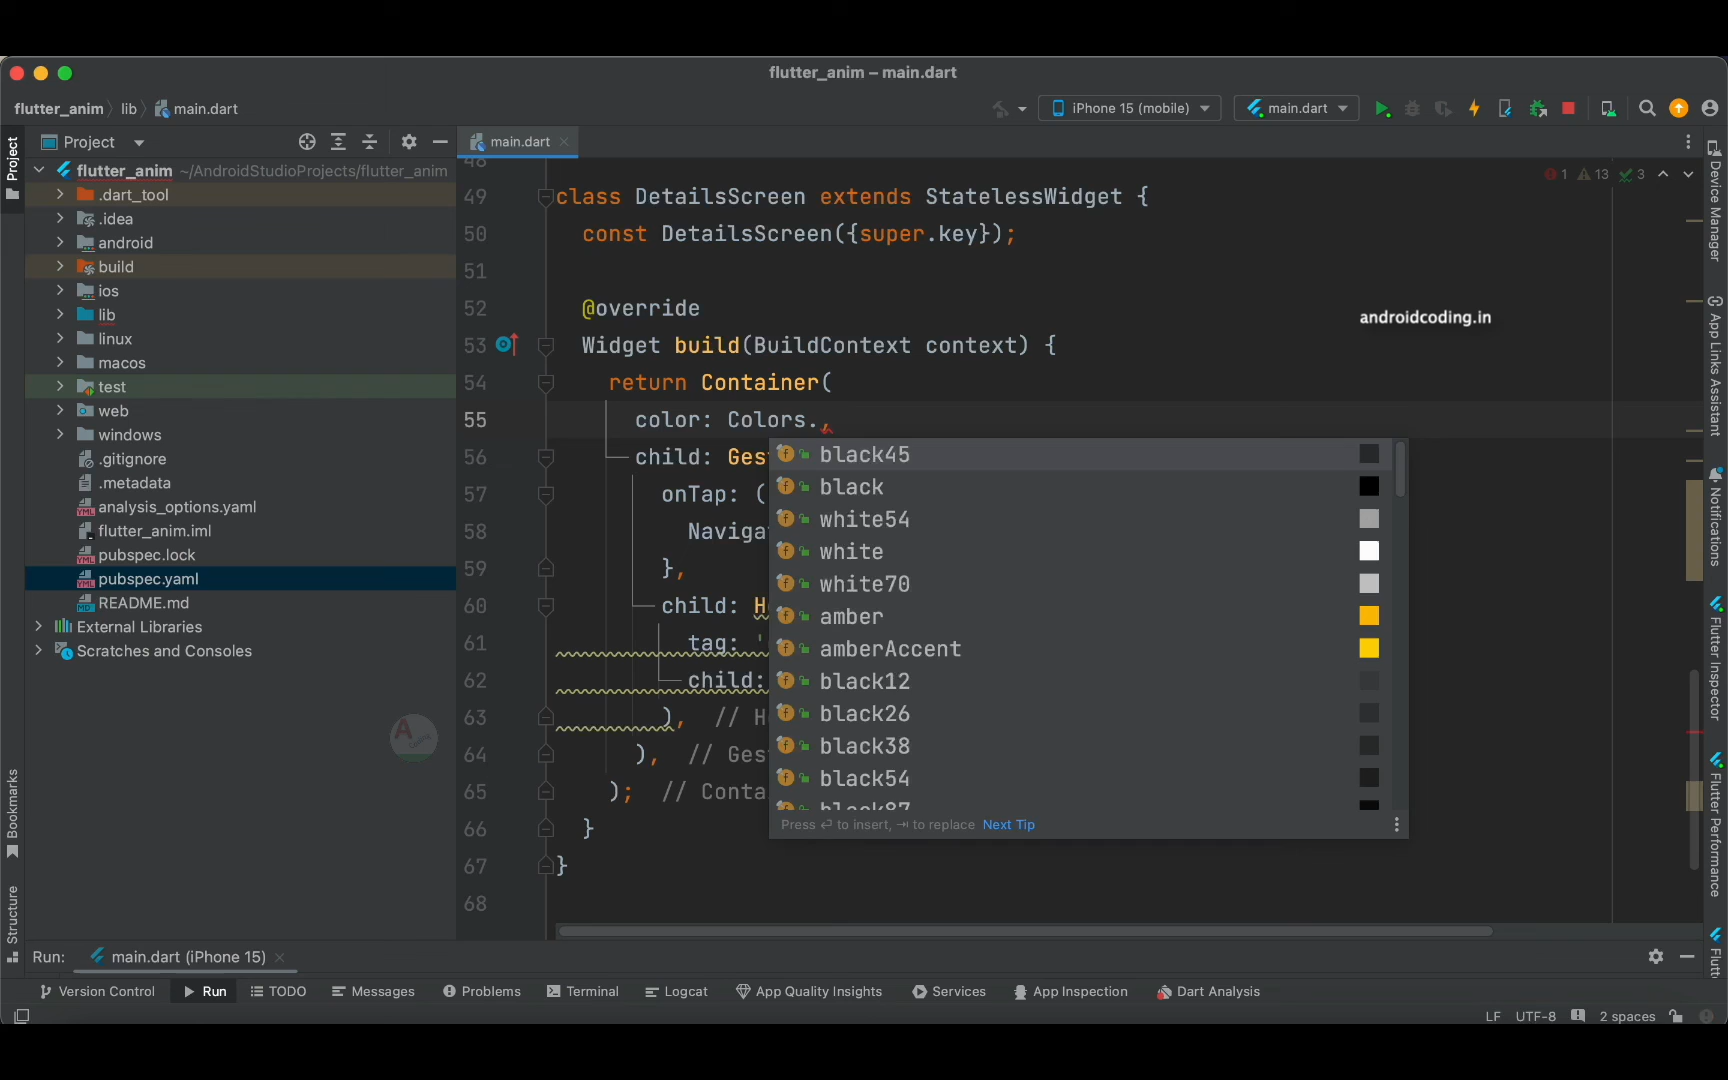 flutter_anim – main.dart
flutter_anim lib main.dart
iPhone 15 (mobile)
main.dart
Project
main.dart
Project
flutter_anim ~/AndroidStudioProjects/flutter_anim
.dart_tool
.idea
android
build
ios
lib
linux
macos
test
web
windows
.gitignore
.metadata
analysis_options.yaml
flutter_anim.iml
pubspec.lock
pubspec.yaml
README.md
External Libraries
Scratches and Consoles
Bookmarks
Structure
1 13 3
48
49 class DetailsScreen extends StatelessWidget {
50 const DetailsScreen({super.key});
51
52 @override
53 Widget build(BuildContext context) {
54 return Container(
55 color: Colors.,
56 child: Ges
57 onTap: (
58 Naviga
59 },
60 child: H
61 tag: '
62 child:
63 ), // H
64 ), // Ges
65 ); // Conta
66 }
67 }
68
androidcoding.in
black45
black
white54
white
white70
amber
amberAccent
black12
black26
black38
black54
black87
Press ⏎ to insert, ⇥ to replace Next Tip
Device Manager
App Links Assistant
Notifications
Flutter Inspector
Flutter Performance
Flutt
Run: main.dart (iPhone 15)
Version Control
Run
TODO
Messages
Problems
Terminal
Logcat
App Quality Insights
Services
App Inspection
Dart Analysis
LF UTF-8 2 spaces